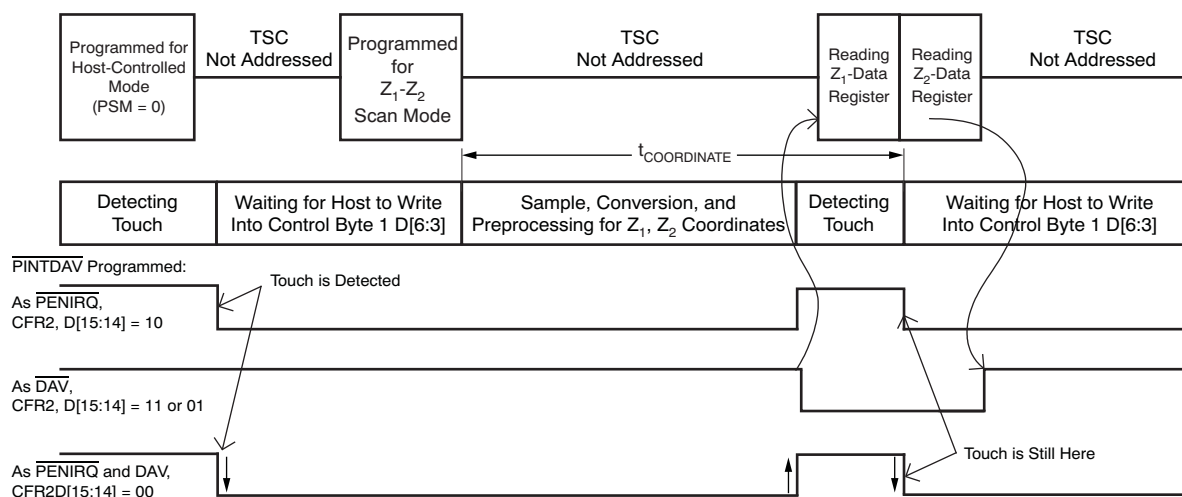 Programmed for
Host-Controlled
Mode
(PSM = 0)
TSC
Not Addressed
Programmed
for
Z1-Z2
Scan Mode
TSC
Not Addressed
Reading
Z1-Data
Register
Reading
Z2-Data
Register
TSC
Not Addressed
tCOORDINATE
Detecting
Touch
Waiting for Host to Write
Into Control Byte 1 D[6:3]
Sample, Conversion, and
Preprocessing for Z1, Z2 Coordinates
Detecting
Touch
Waiting for Host to Write
Into Control Byte 1 D[6:3]
PINTDAV Programmed:
Touch is Detected
As PENIRQ,
CFR2, D[15:14] = 10
As DAV,
CFR2, D[15:14] = 11 or 01
As PENIRQ and DAV,
CFR2D[15:14] = 00
Touch is Still Here